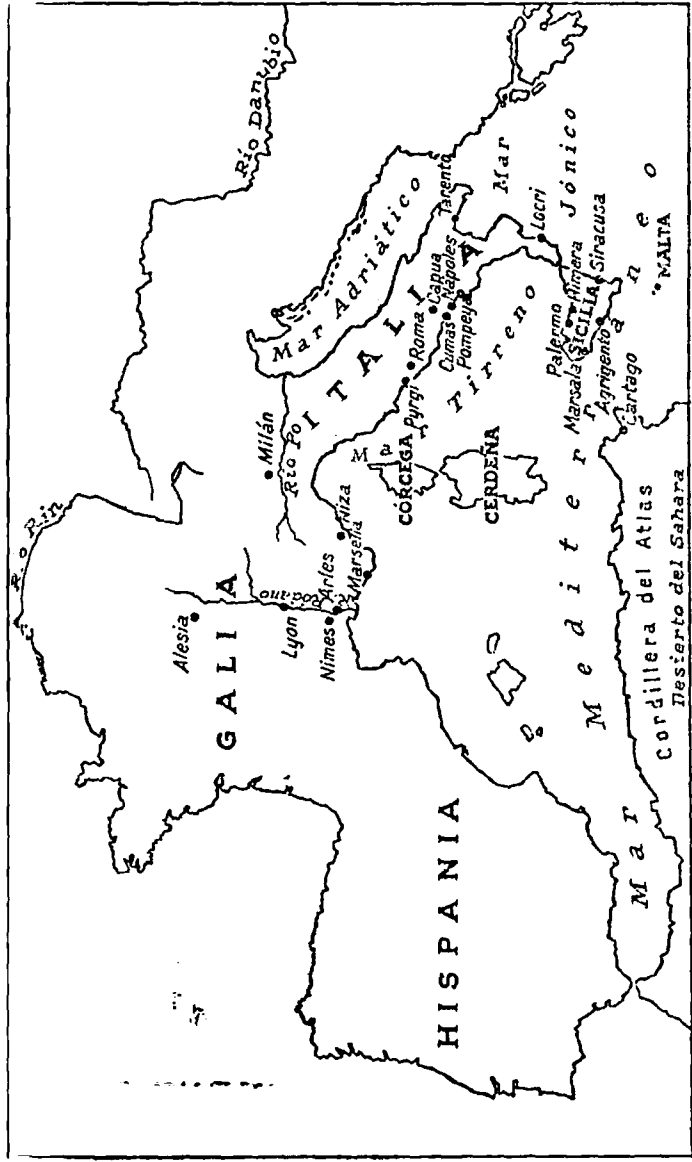 Río Danubio
Río Rin
Alesia
GALIA
Lyon
Ródano
Nimes
Arles
Marsella
Niza
Milán
Río Po
ITALIA
Mar Adriático
Roma
Pyrgi
Capua
Cumas
Nápoles
Pompeya
Tarento
Locri
Mar Jónico
Mar Tirreno
CÓRCEGA
CERDEÑA
Palermo
Himera
Marsala
SICILIA
Agrigento
Siracusa
MALTA
Cartago
HISPANIA
Mar Mediterráneo
Cordillera del Atlas
Desierto del Sahara